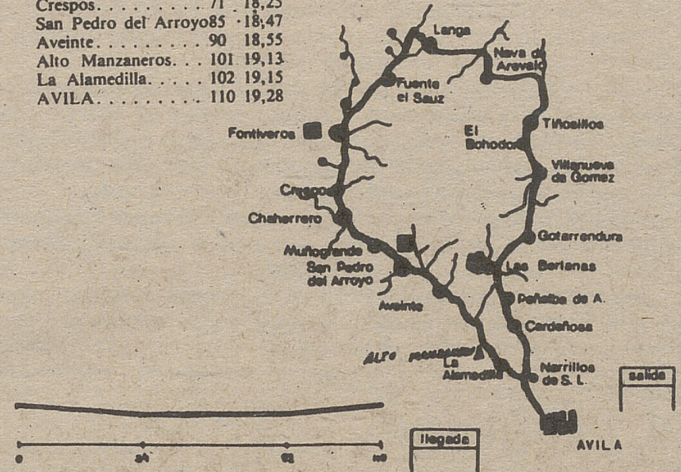 Crespos......... 71 18,25
San Pedro del Arroyo85 18,47
Aveinte......... 90 18,55
Alto Manzaneros... 101 19,13
La Alamedilla..... 102 19,15
AVILA.......... 110 19,28
Langa
Nava de
Arevalo
Fuente
el Sauz
Tiñosillos
Fontiveros
El
Bohodon
Villanueva
de Gomez
Crespos
Chaherrero
Gotarrendura
Muñogrande
San Pedro
del Arroyo
Las Berlanas
Aveinte
Peñalba de A.
Cardeñosa
ALTO
La
Alamedilla
Narrillos
de S. L.
salida
llegada
AVILA
0